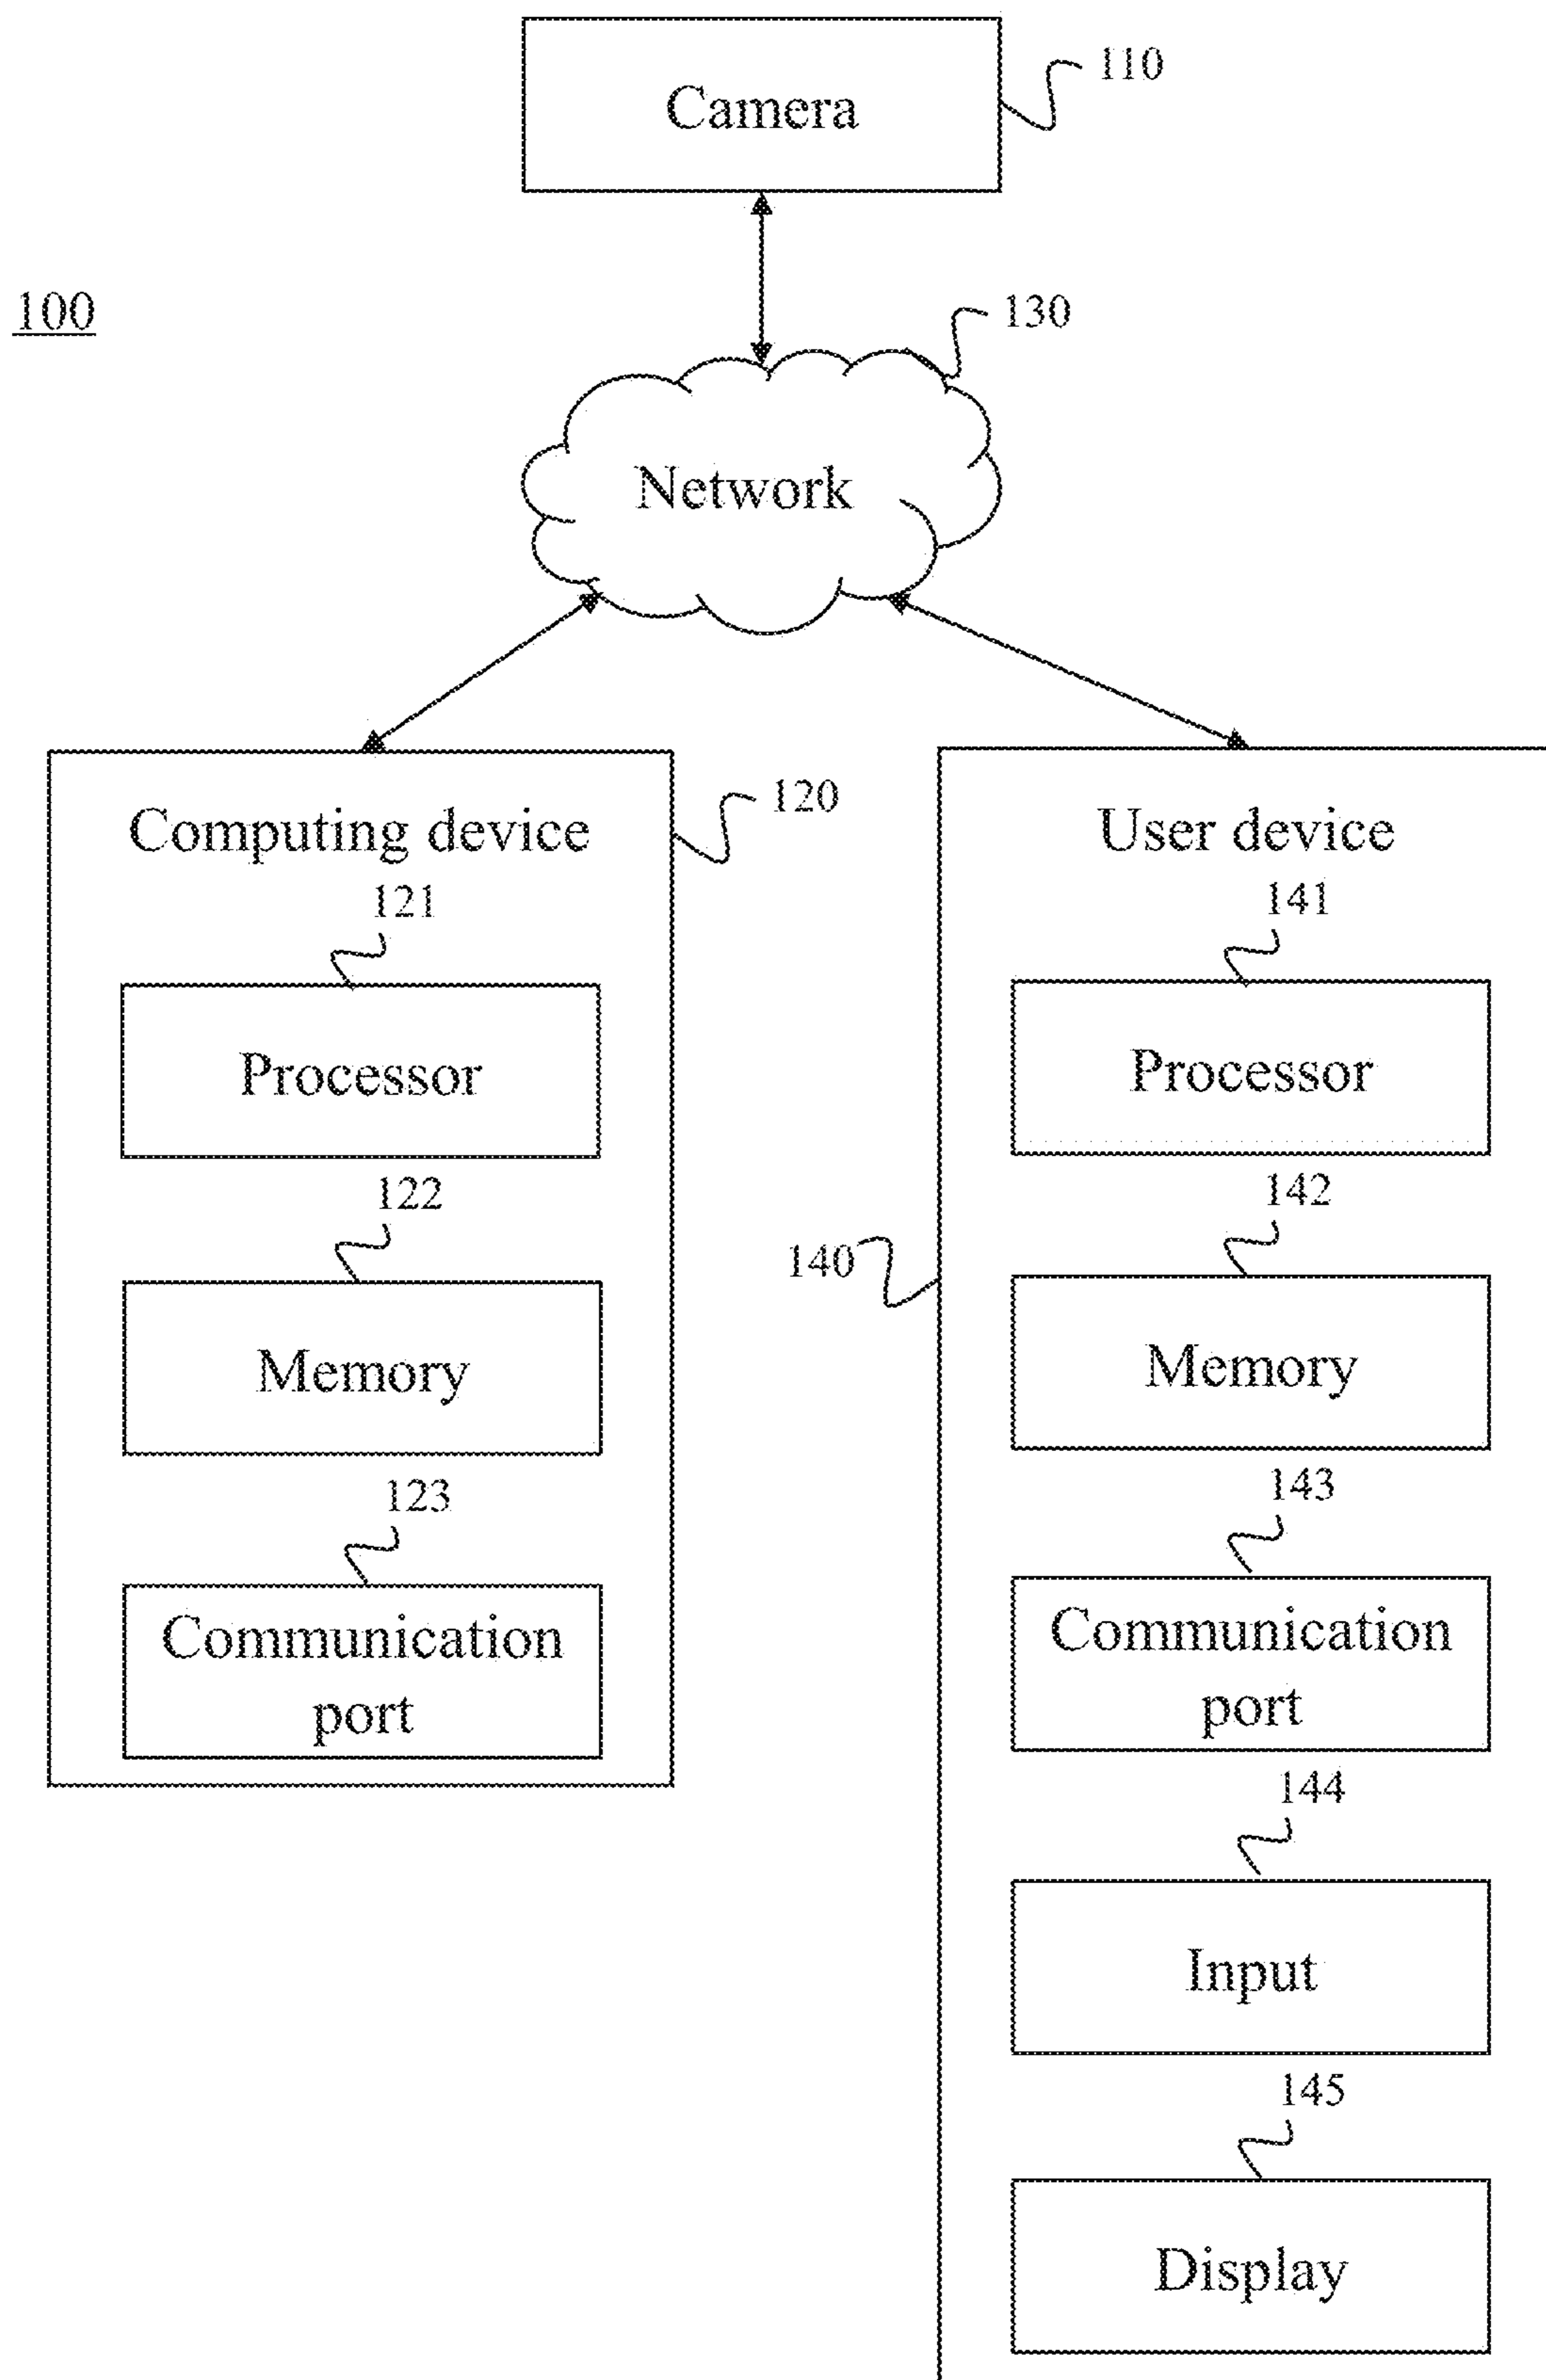 Camera
110
100
130
Network
Computing device
120
121
Processor
122
Memory
123
Communication
port
User device
140
141
Processor
142
Memory
143
Communication
port
144
Input
145
Display